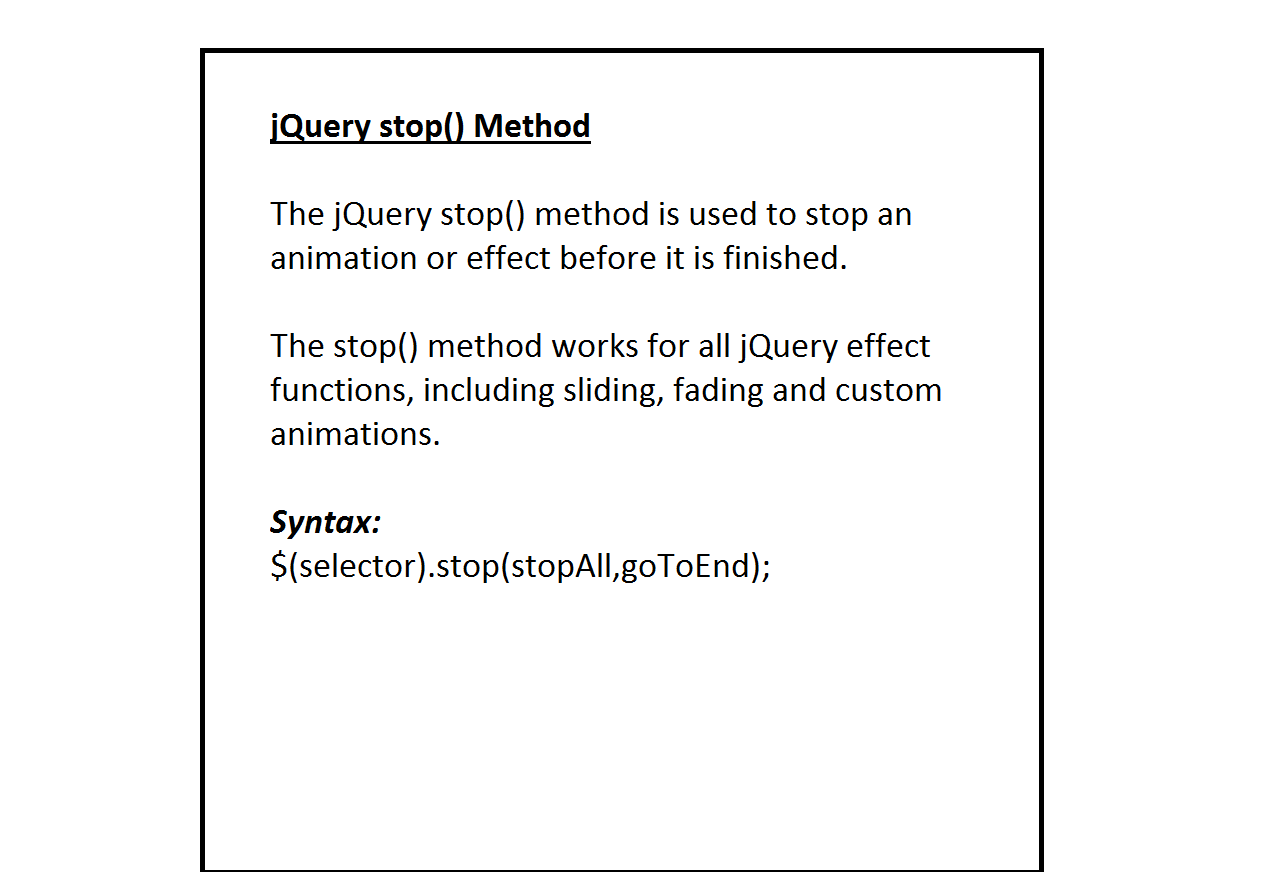 jQuery stop() Method
The jQuery stop() method is used to stop an
animation or effect before it is finished.
The stop() method works for all jQuery effect
functions, including sliding, fading and custom
animations.
Syntax:
$(selector).stop(stopAll,goToEnd);